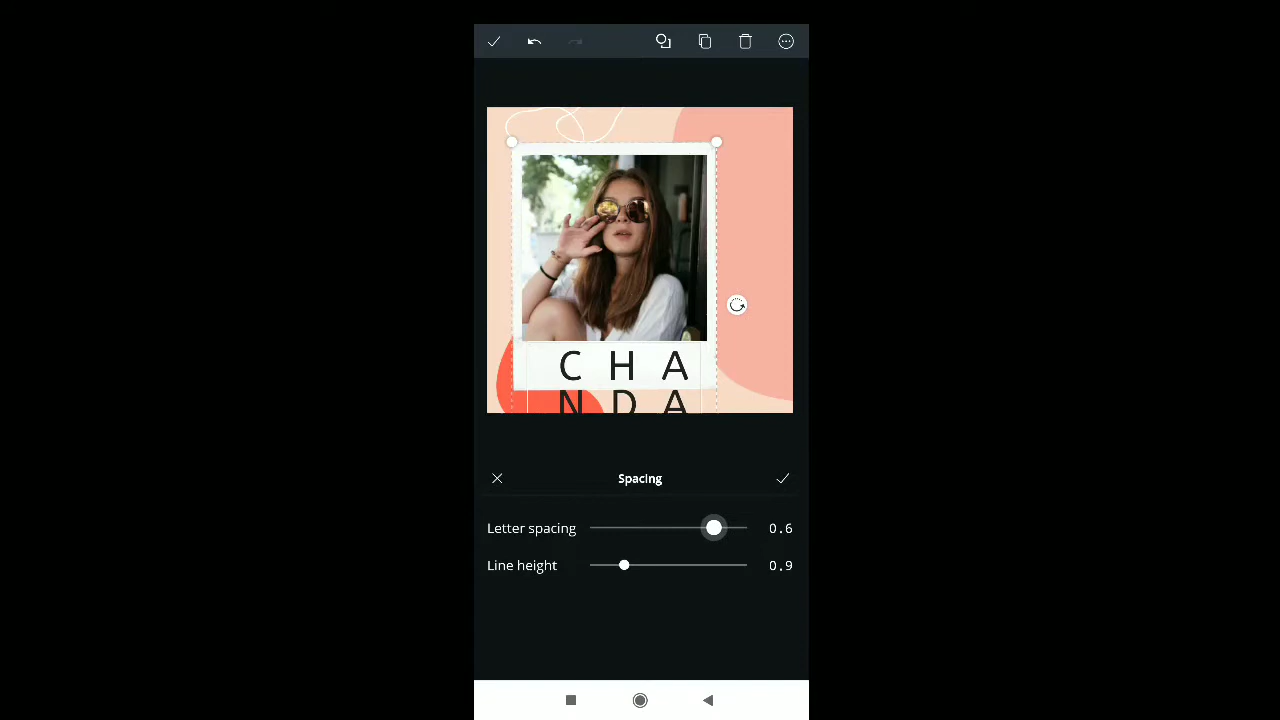 C H A
N D A
Spacing
Letter spacing 0.6
Line height 0.9